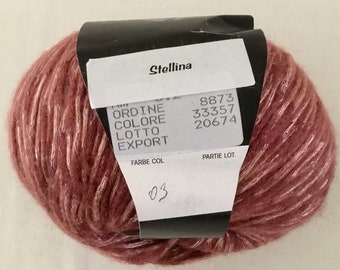 Stellina
ORDINE 8873
COLORE 33357
LOTTO 20674
EXPORT
FARBE COL PARTIE LOT.
03